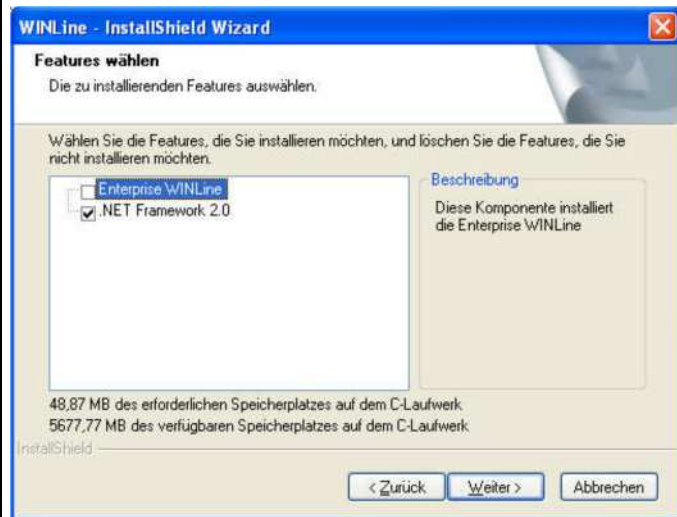 WINLine - InstallShield Wizard
Features wählen
Die zu installierenden Features auswählen.
Wählen Sie die Features, die Sie installieren möchten, und löschen Sie die Features, die Sie
nicht installieren möchten.
Enterprise WINLine
.NET Framework 2.0
Beschreibung
Diese Komponente installiert
die Enterprise WINLine
48,87 MB des erforderlichen Speicherplatzes auf dem C-Laufwerk
5677,77 MB des verfügbaren Speicherplatzes auf dem C-Laufwerk
InstallShield
< Zurück
Weiter >
Abbrechen